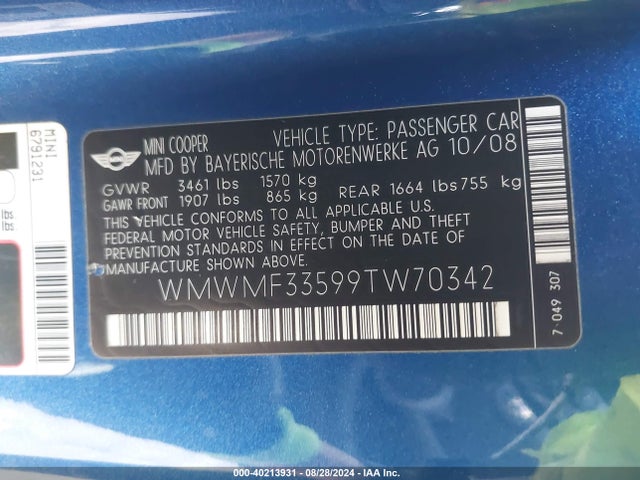 MINI
6791231
lbs.
lbs.
MINI COOPER VEHICLE TYPE: PASSENGER CAR
MFD BY BAYERISCHE MOTORENWERKE AG 10/08
GVWR 3461 lbs 1570 kg
GAWR FRONT 1907 lbs 865 kg REAR 1664 lbs755 kg
THIS VEHICLE CONFORMS TO ALL APPLICABLE U.S.
FEDERAL MOTOR VEHICLE SAFETY, BUMPER AND THEFT
PREVENTION STANDARDS IN EFFECT ON THE DATE OF
MANUFACTURE SHOWN ABOVE.
WMWMF33599TW70342
7-049 307
000-40213931 - 08/28/2024 - IAA Inc.